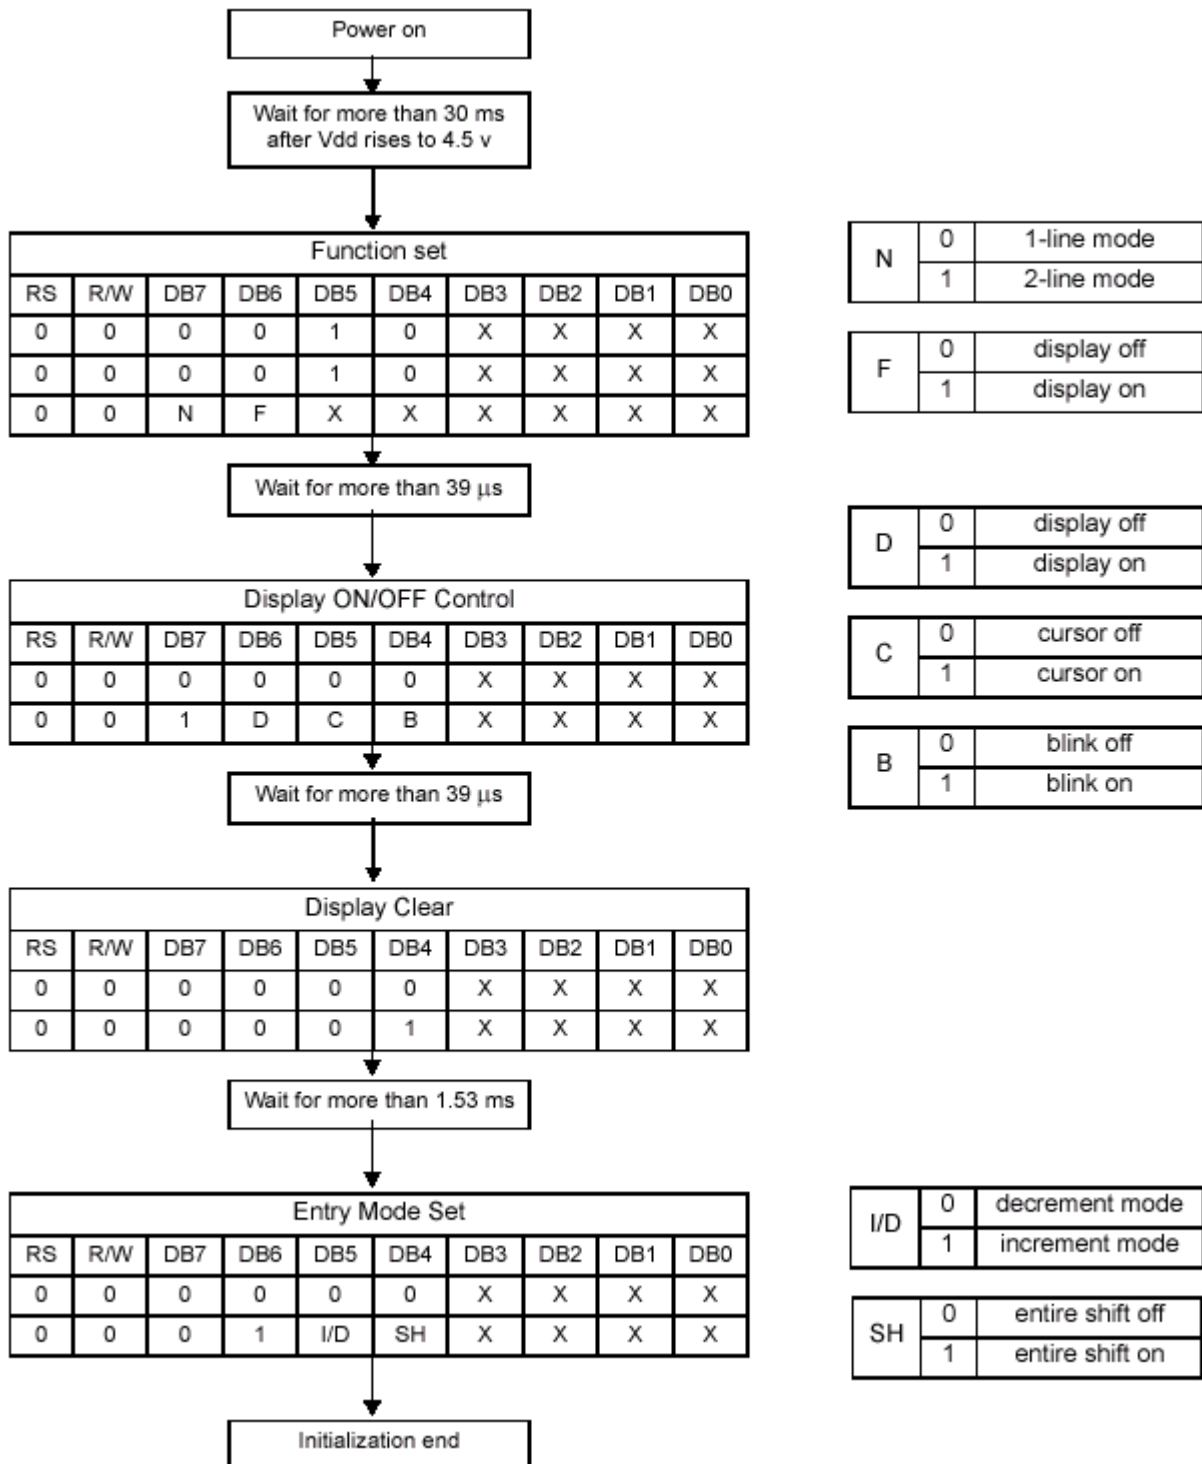 Power on
Wait for more than 30 ms
after Vdd rises to 4.5 v
Function set
RS R/W DB7 DB6 DB5 DB4 DB3 DB2 DB1 DB0
0 0 0 0 1 0 X X X X
0 0 0 0 1 0 X X X X
0 0 N F X X X X X X
N 0 1-line mode
1 2-line mode
F 0 display off
1 display on
Wait for more than 39 μs
Display ON/OFF Control
RS R/W DB7 DB6 DB5 DB4 DB3 DB2 DB1 DB0
0 0 0 0 0 0 X X X X
0 0 1 D C B X X X X
D 0 display off
1 display on
C 0 cursor off
1 cursor on
B 0 blink off
1 blink on
Wait for more than 39 μs
Display Clear
RS R/W DB7 DB6 DB5 DB4 DB3 DB2 DB1 DB0
0 0 0 0 0 0 X X X X
0 0 0 0 0 1 X X X X
Wait for more than 1.53 ms
Entry Mode Set
RS R/W DB7 DB6 DB5 DB4 DB3 DB2 DB1 DB0
0 0 0 0 0 0 X X X X
0 0 0 1 I/D SH X X X X
I/D 0 decrement mode
1 increment mode
SH 0 entire shift off
1 entire shift on
Initialization end